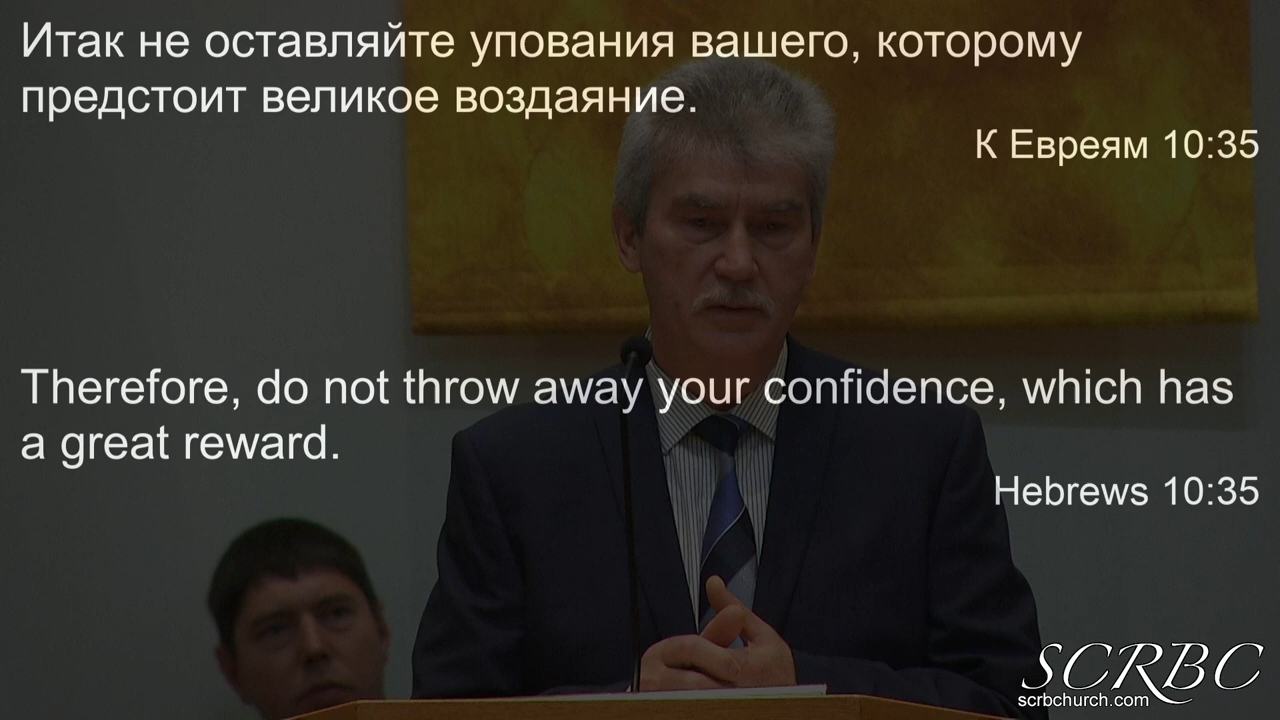 Итак не оставляйте упования вашего, которому
предстоит великое воздаяние.
К Евреям 10:35
Therefore, do not throw away your confidence, which has
a great reward.
Hebrews 10:35
SCRBC
scrbchurch.com